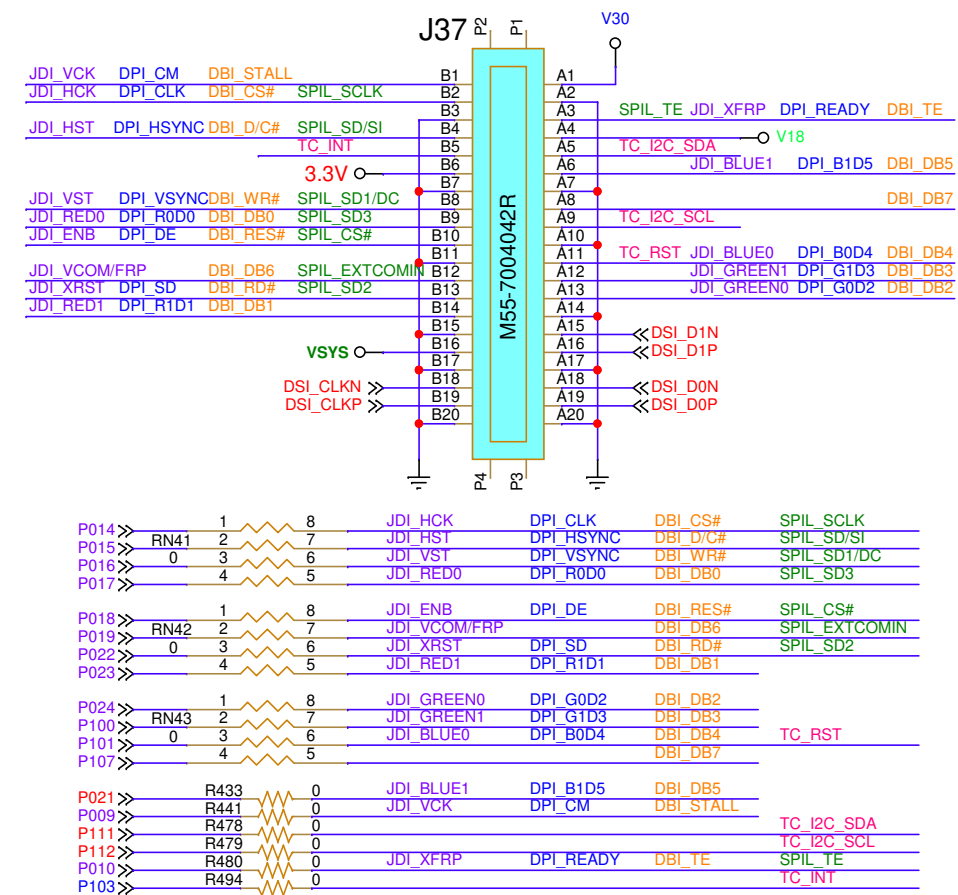 J37 P2 P1 V30
JDI_VCK DPI_CM DBI_STALL B1 A1
JDI_HCK DPI_CLK DBI_CS# SPIL_SCLK B2 A2
B3 A3 SPIL_TE JDI_XFRP DPI_READY DBI_TE
JDI_HST DPI_HSYNC DBI_D/C# SPIL_SD/SI B4 A4 V18
TC_INT B5 A5 TC_I2C_SDA
3.3V B6 A6 JDI_BLUE1 DPI_B1D5 DBI_DB5
B7 A7
JDI_VST DPI_VSYNC DBI_WR# SPIL_SD1/DC B8 A8 DBI_DB7
JDI_RED0 DPI_R0D0 DBI_DB0 SPIL_SD3 B9 A9 TC_I2C_SCL
JDI_ENB DPI_DE DBI_RES# SPIL_CS# B10 A10
B11 A11 TC_RST JDI_BLUE0 DPI_B0D4 DBI_DB4
JDI_VCOM/FRP DBI_DB6 SPIL_EXTCOMIN B12 A12 JDI_GREEN1 DPI_G1D3 DBI_DB3
JDI_XRST DPI_SD DBI_RD# SPIL_SD2 B13 A13 JDI_GREEN0 DPI_G0D2 DBI_DB2
JDI_RED1 DPI_R1D1 DBI_DB1 B14 A14
M55-7004042R
B15 A15 DSI_D1N
VSYS B16 A16 DSI_D1P
B17 A17
DSI_CLKN B18 A18 DSI_D0N
DSI_CLKP B19 A19 DSI_D0P
B20 A20
P4 P3
P014 1 8 JDI_HCK DPI_CLK DBI_CS# SPIL_SCLK
P015 RN41 2 7 JDI_HST DPI_HSYNC DBI_D/C# SPIL_SD/SI
P016 0 3 6 JDI_VST DPI_VSYNC DBI_WR# SPIL_SD1/DC
P017 4 5 JDI_RED0 DPI_R0D0 DBI_DB0 SPIL_SD3
P018 1 8 JDI_ENB DPI_DE DBI_RES# SPIL_CS#
P019 RN42 2 7 JDI_VCOM/FRP DBI_DB6 SPIL_EXTCOMIN
P022 0 3 6 JDI_XRST DPI_SD DBI_RD# SPIL_SD2
P023 4 5 JDI_RED1 DPI_R1D1 DBI_DB1
P024 1 8 JDI_GREEN0 DPI_G0D2 DBI_DB2
P100 RN43 2 7 JDI_GREEN1 DPI_G1D3 DBI_DB3
P101 0 3 6 JDI_BLUE0 DPI_B0D4 DBI_DB4 TC_RST
P107 4 5 DBI_DB7
P021 R433 0 JDI_BLUE1 DPI_B1D5 DBI_DB5
P009 R441 0 JDI_VCK DPI_CM DBI_STALL
P111 R478 0 TC_I2C_SDA
P112 R479 0 TC_I2C_SCL
P010 R480 0 JDI_XFRP DPI_READY DBI_TE SPIL_TE
P103 R494 0 TC_INT